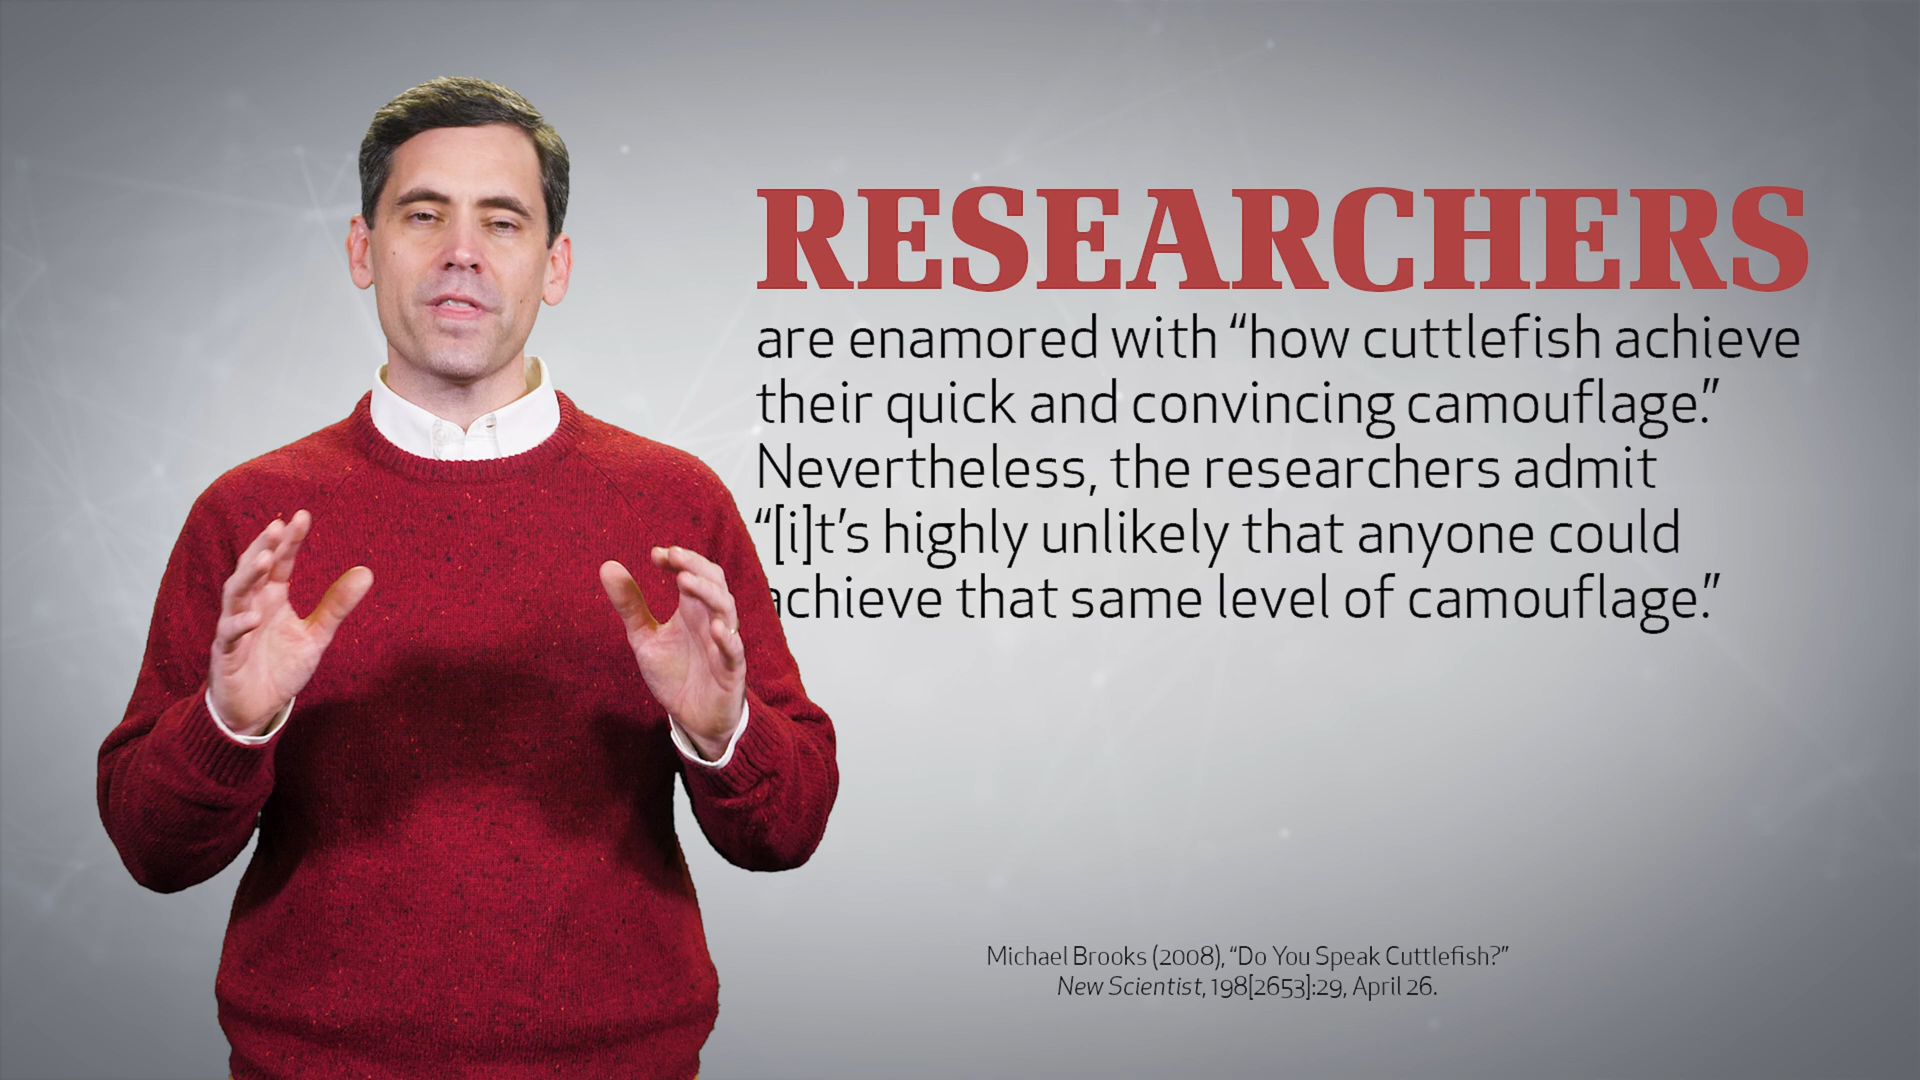 RESEARCHERS
are enamored with “how cuttlefish achieve
their quick and convincing camouflage.”
Nevertheless, the researchers admit
“[i]t’s highly unlikely that anyone could
achieve that same level of camouflage.”
Michael Brooks (2008), “Do You Speak Cuttlefish?”
New Scientist, 198[2653]:29, April 26.